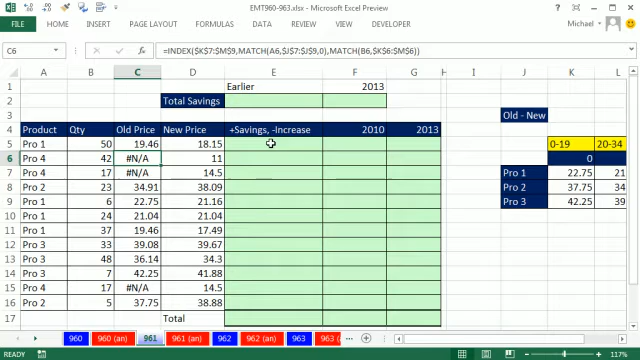 EMT960-963.xlsx - Microsoft Excel Preview
FILE HOME INSERT PAGE LAYOUT FORMULAS DATA REVIEW VIEW DEVELOPER Michael
C6 =INDEX($K$7:$M$9,MATCH(A6,$J$7:$J$9,0),MATCH(B6,$K$6:$M$6))
A B C D E F G H I J K L
1 Earlier 2013
2 Total Savings
3 Old - New
4 Product Qty Old Price New Price +Savings, -Increase 2010 2013
5 Pro 1 50 19.46 18.15 0-19 20-34
6 Pro 4 42 #N/A 11 0
7 Pro 4 17 #N/A 14.5 Pro 1 22.75 21
8 Pro 2 23 34.91 38.09 Pro 2 37.75 34
9 Pro 1 6 22.75 21.16 Pro 3 42.25 39
10 Pro 1 24 21.04 21.04
11 Pro 1 37 19.46 17.49
12 Pro 3 33 39.08 39.67
13 Pro 3 48 36.14 34.3
14 Pro 3 7 42.25 41.88
15 Pro 4 17 #N/A 14.5
16 Pro 2 5 37.75 38.88
17 Total
960 960 (an) 961 961 (an) 962 962 (an) 963 963 (a ...
READY 117%